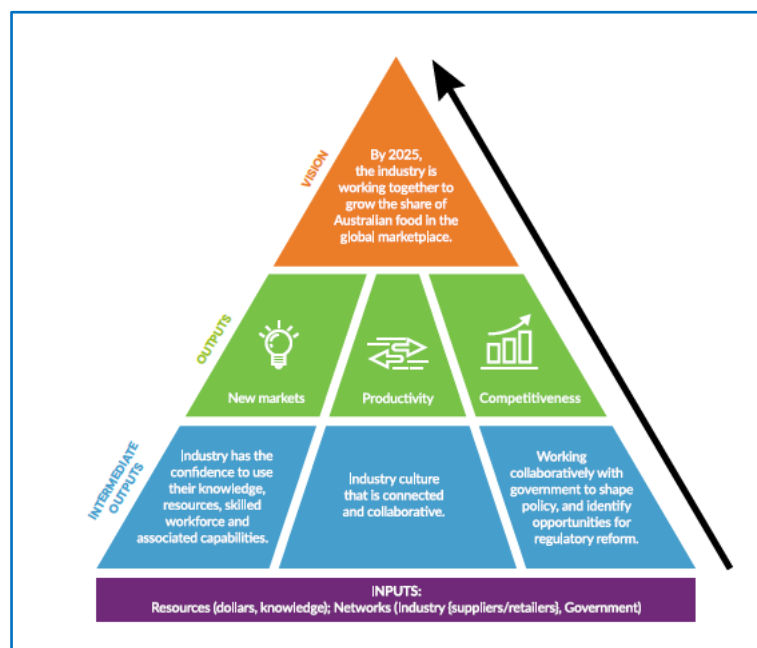 VISION
By 2025,
the industry is
working together to
grow the share of
Australian food in the
global marketplace.
OUTPUTS
New markets
Productivity
Competitiveness
INTERMEDIATE
OUTPUTS
Industry has the
confidence to use
their knowledge,
resources, skilled
workforce and
associated capabilities.
Industry culture
that is connected
and collaborative.
Working
collaboratively with
government to shape
policy, and identify
opportunities for
regulatory reform.
INPUTS:
Resources (dollars, knowledge); Networks (Industry {suppliers/retailers}, Government)